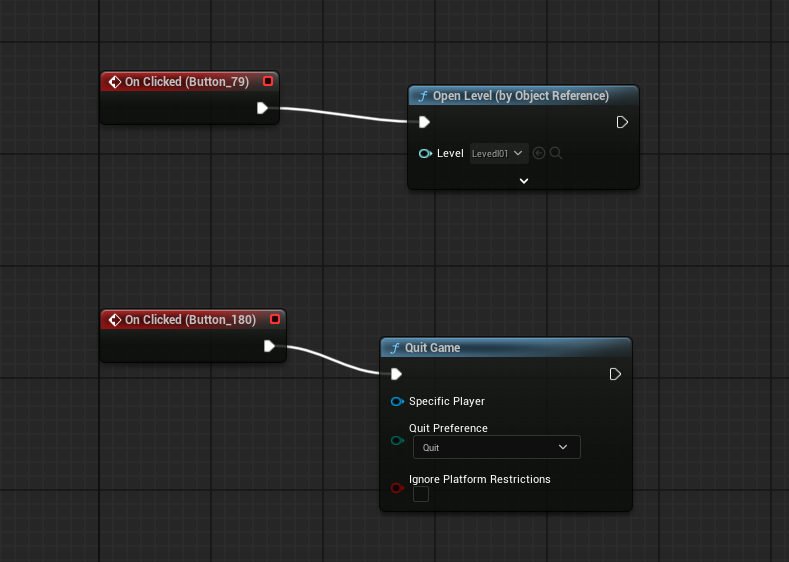 On Clicked (Button_79)
Open Level (by Object Reference)
Level Levedl01
On Clicked (Button_180)
Quit Game
Specific Player
Quit Preference
Quit
Ignore Platform Restrictions